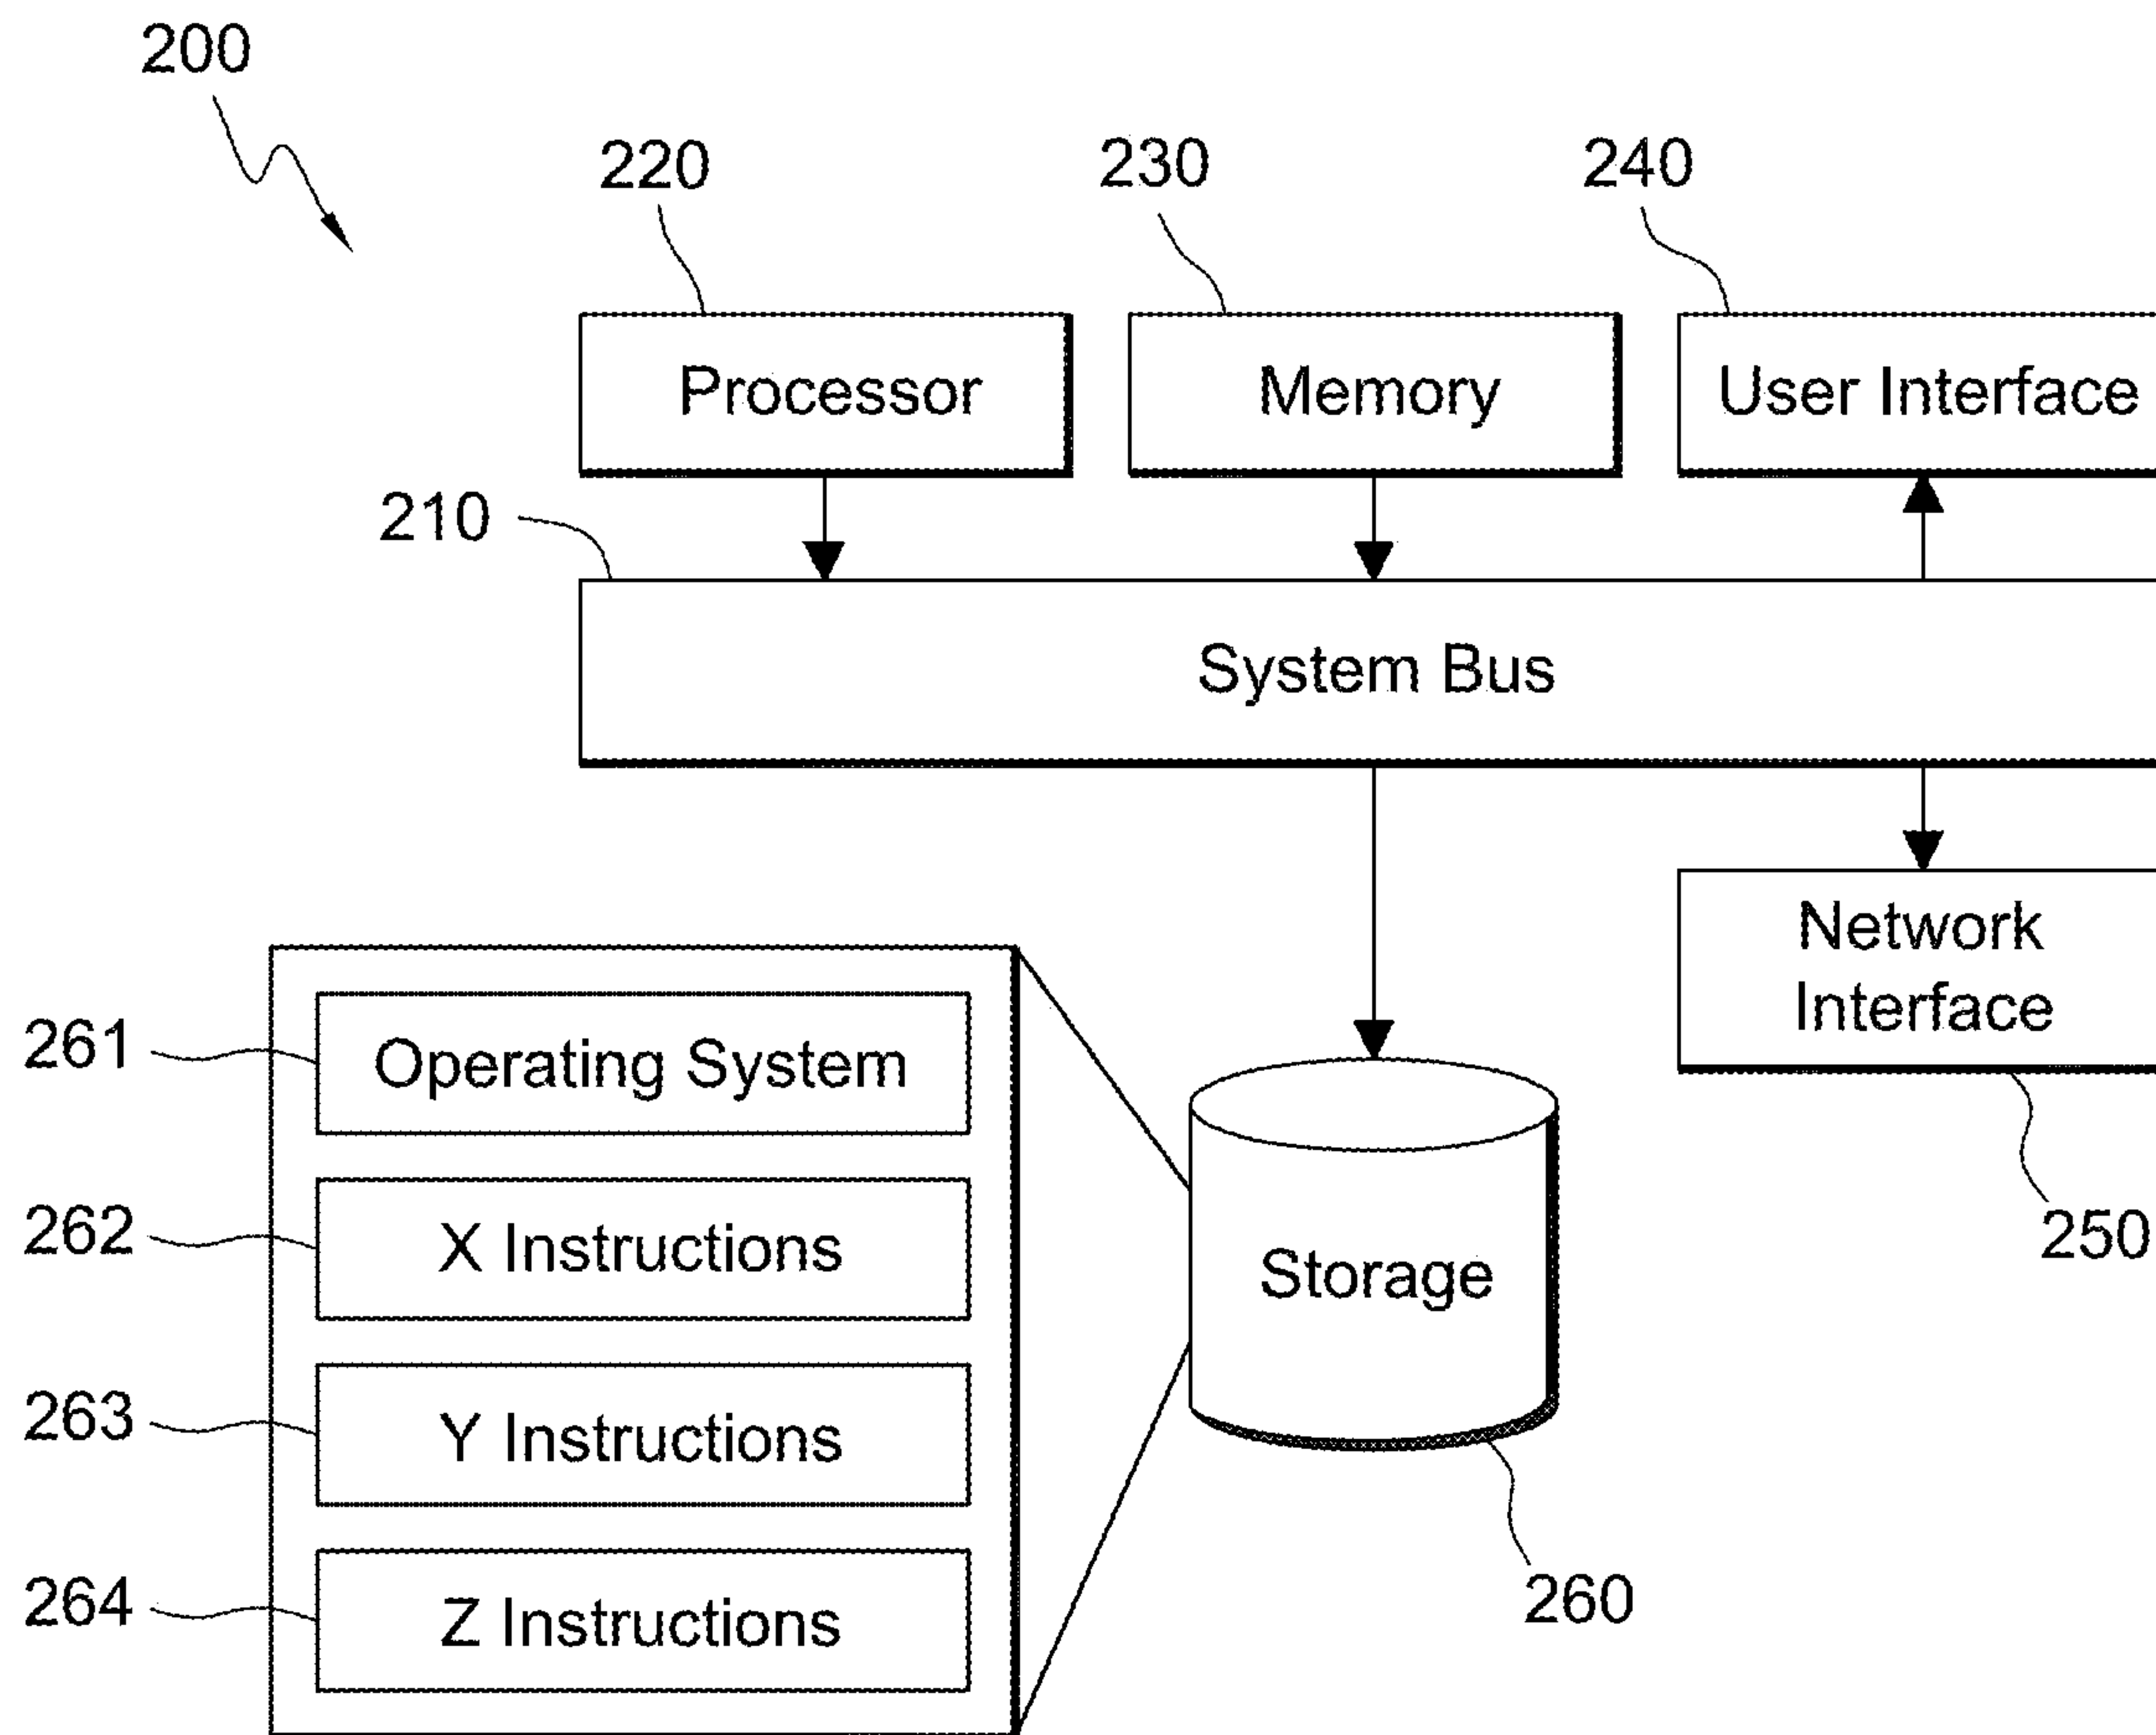 200
220
230
240
Processor
Memory
User Interface
210
System Bus
Network
Interface
261
Operating System
262
X Instructions
Storage
250
263
Y Instructions
264
Z Instructions
260